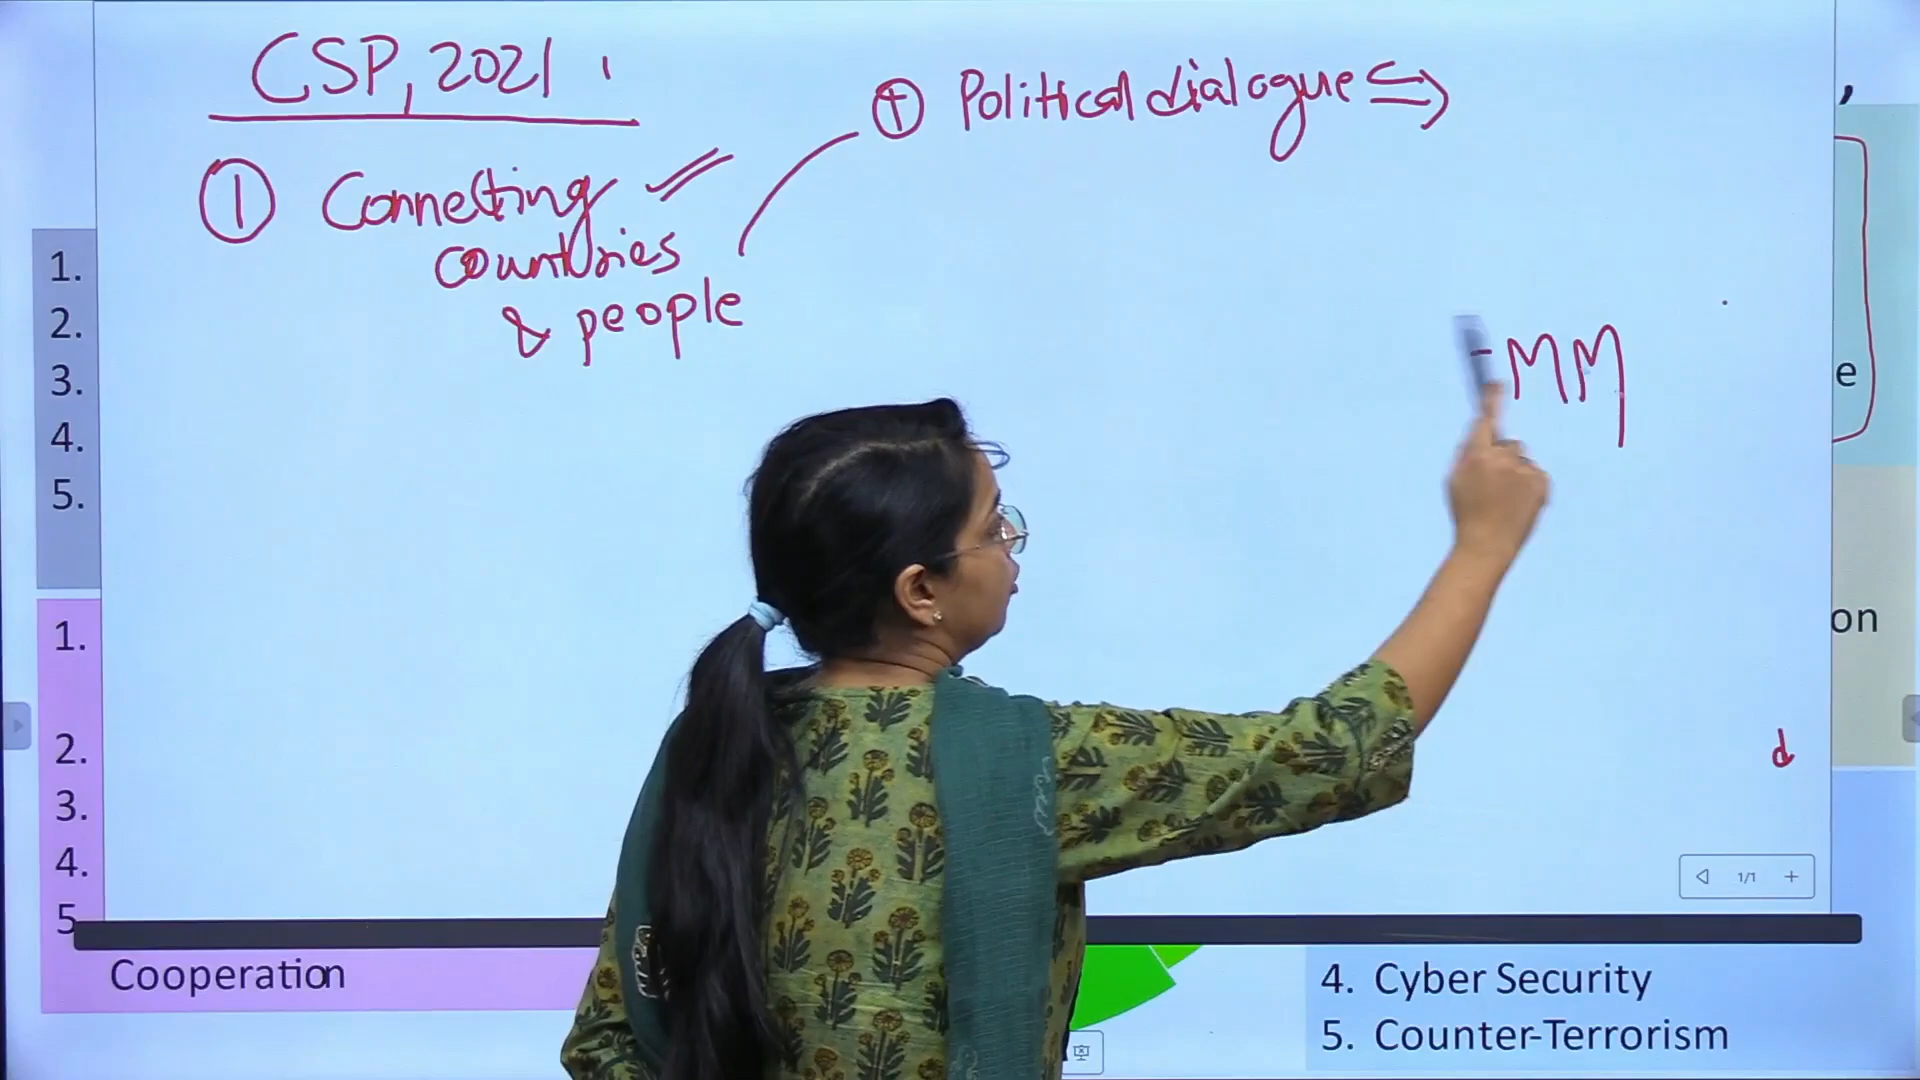 CSP, 2021
① Connecting
countries
& people
⊕ Political dialogue
- MM
1.
2.
3.
4.
5.
1.
2.
3.
4.
5
Cooperation
e
on
d
1/1
4. Cyber Security
5. Counter-Terrorism